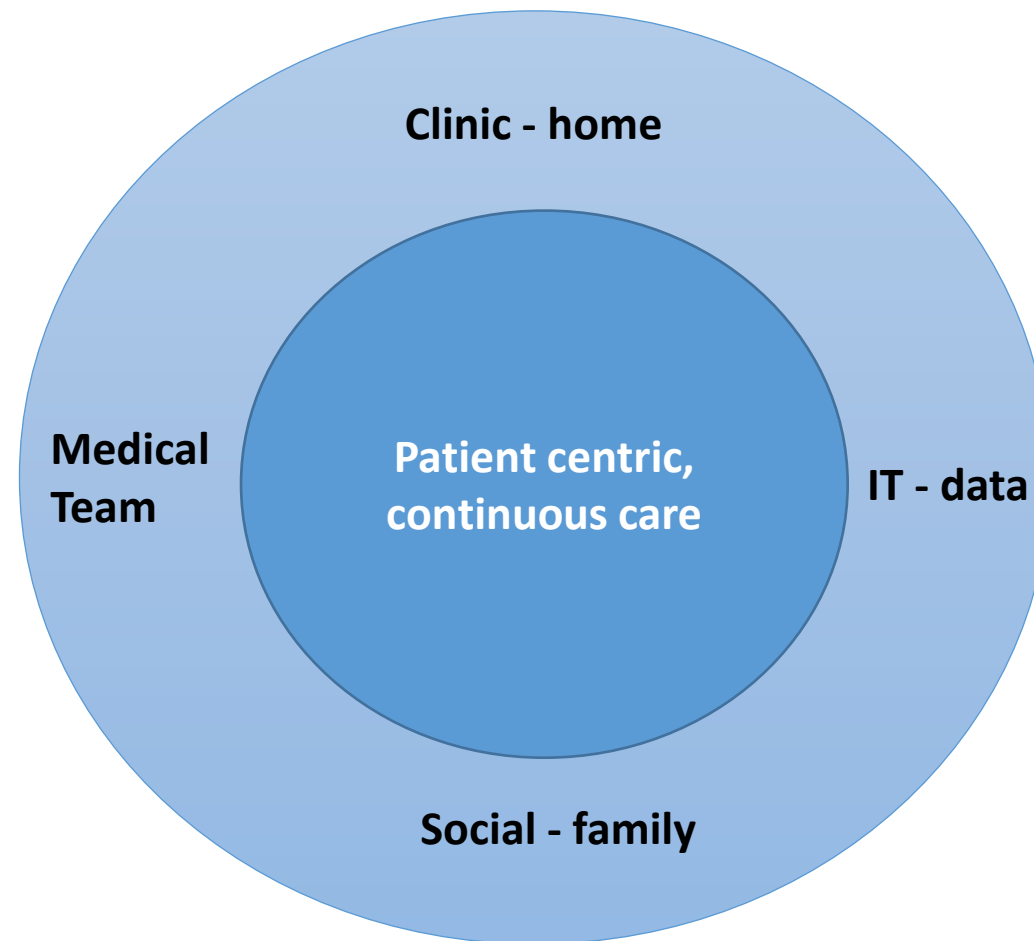 Clinic - home
Medical
Team
Patient centric,
continuous care
IT - data
Social - family